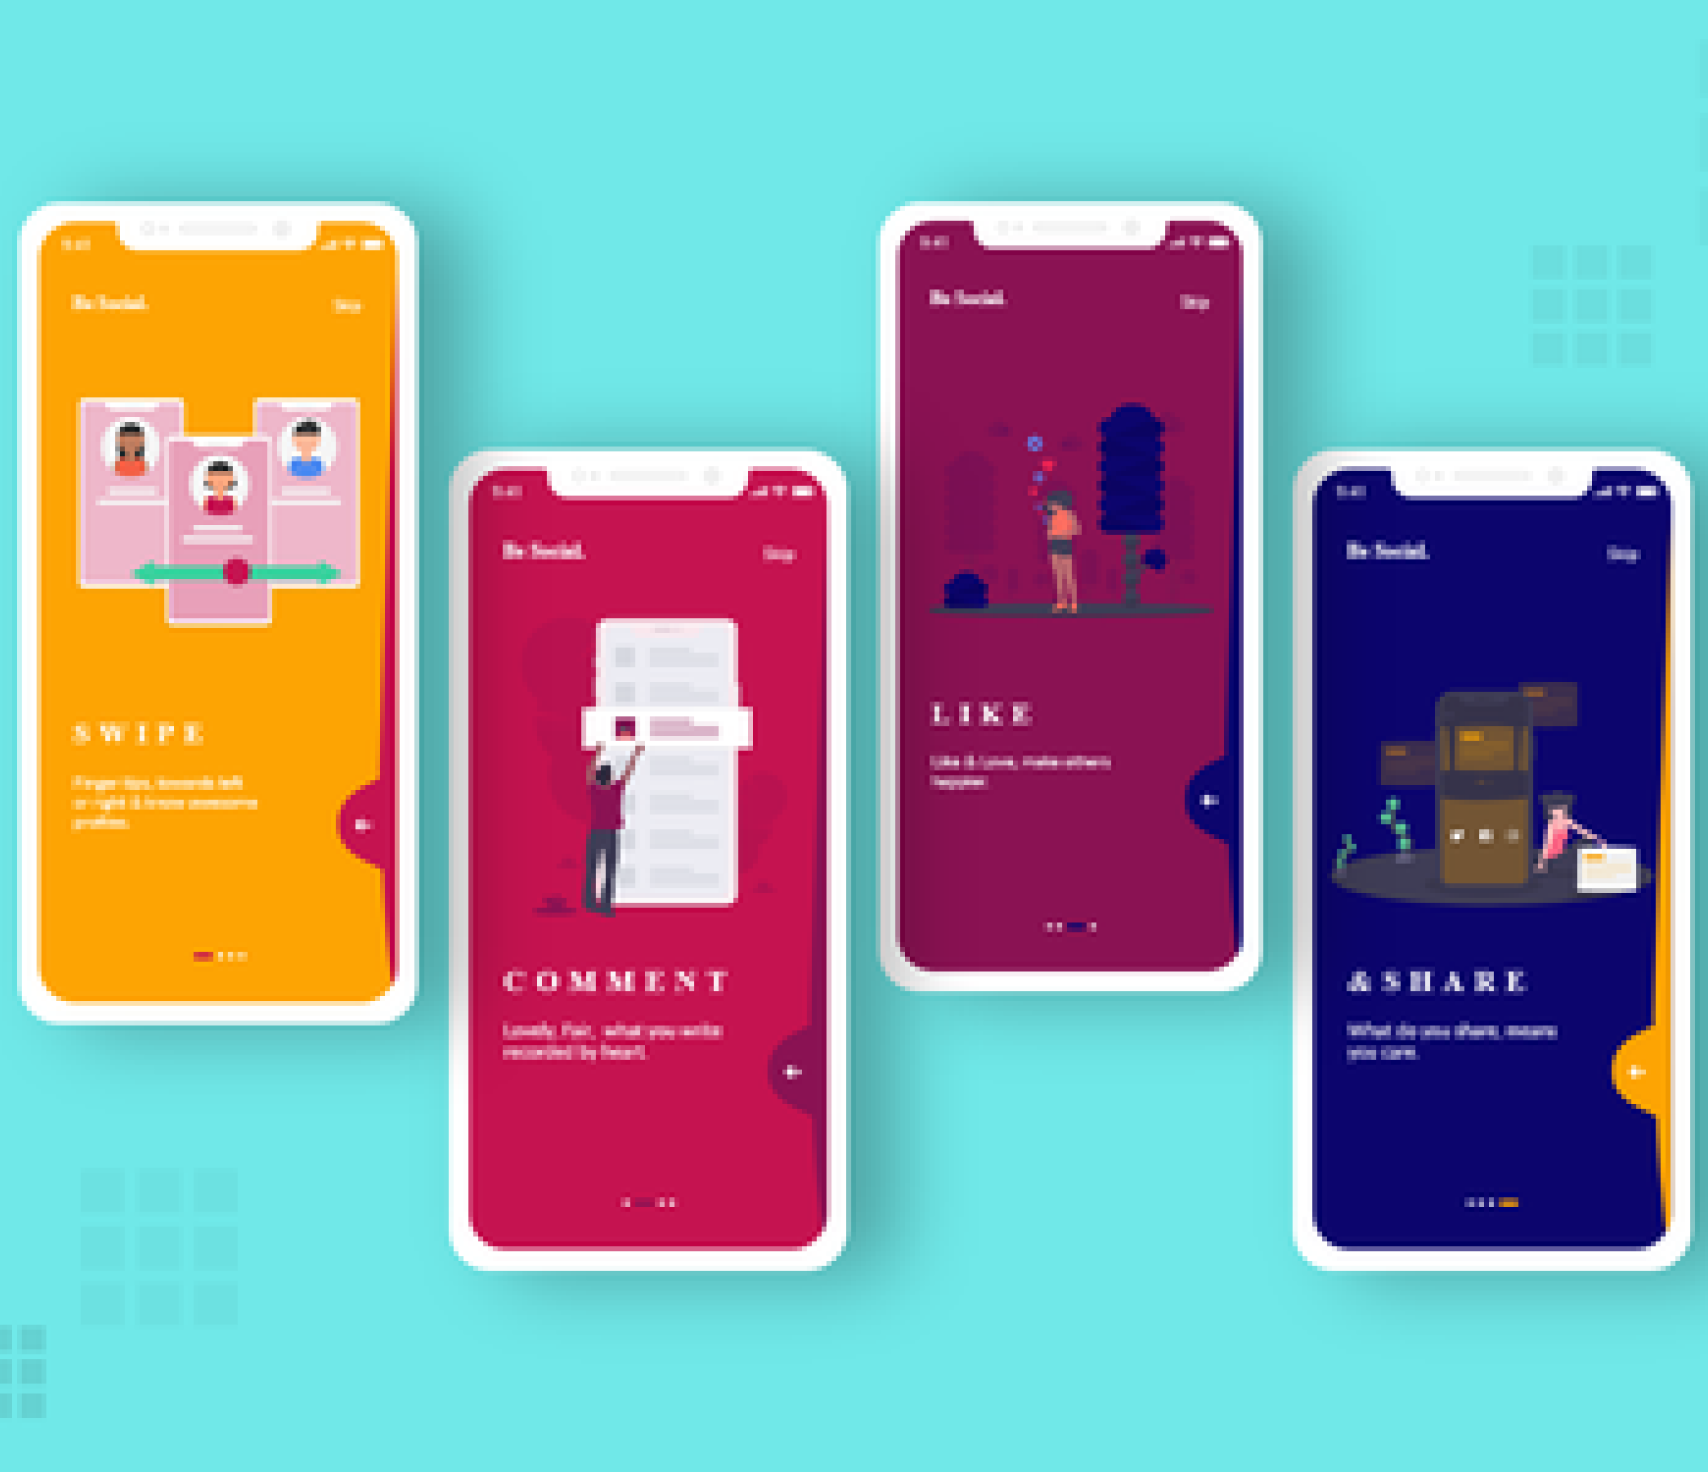 9:41
Be Social.
Skip
SWIPE
Finger tips, towards left
or right & know awesome
profiles.
9:41
Be Social.
Skip
COMMENT
Lovely, Fair, what you write
recorded by heart.
9:41
Be Social.
Skip
LIKE
Like & Love, make others
happier.
9:41
Be Social.
Skip
& SHARE
What do you share, means
you care.